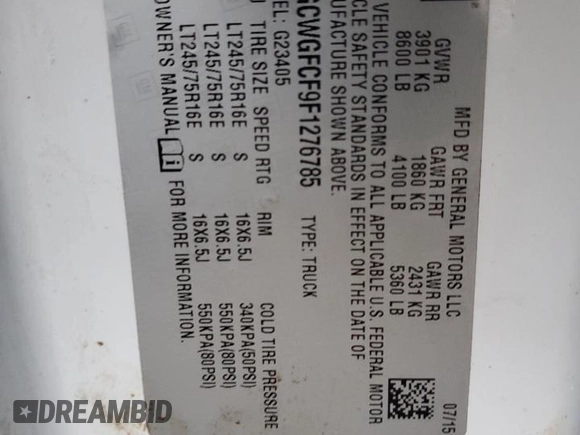 MFD BY GENERAL MOTORS LLC 07/15
GVWR GAWR FRT GAWR RR
3901 KG 1860 KG 2431 KG
8600 LB 4100 LB 5360 LB
VEHICLE CONFORMS TO ALL APPLICABLE U.S. FEDERAL MOTOR
CLE SAFETY STANDARDS IN EFFECT ON THE DATE OF
UFACTURE SHOWN ABOVE.
GCWGFCF9F1276785 TYPE: TRUCK
EL: G23405
TIRE SIZE SPEED RTG RIM COLD TIRE PRESSURE
LT245/75R16E S 16X6.5J 340KPA(50PSI)
LT245/75R16E S 16X6.5J 550KPA(80PSI)
LT245/75R16E S 16X6.5J 550KPA(80PSI)
OWNER'S MANUAL FOR MORE INFORMATION.
DREAMBID